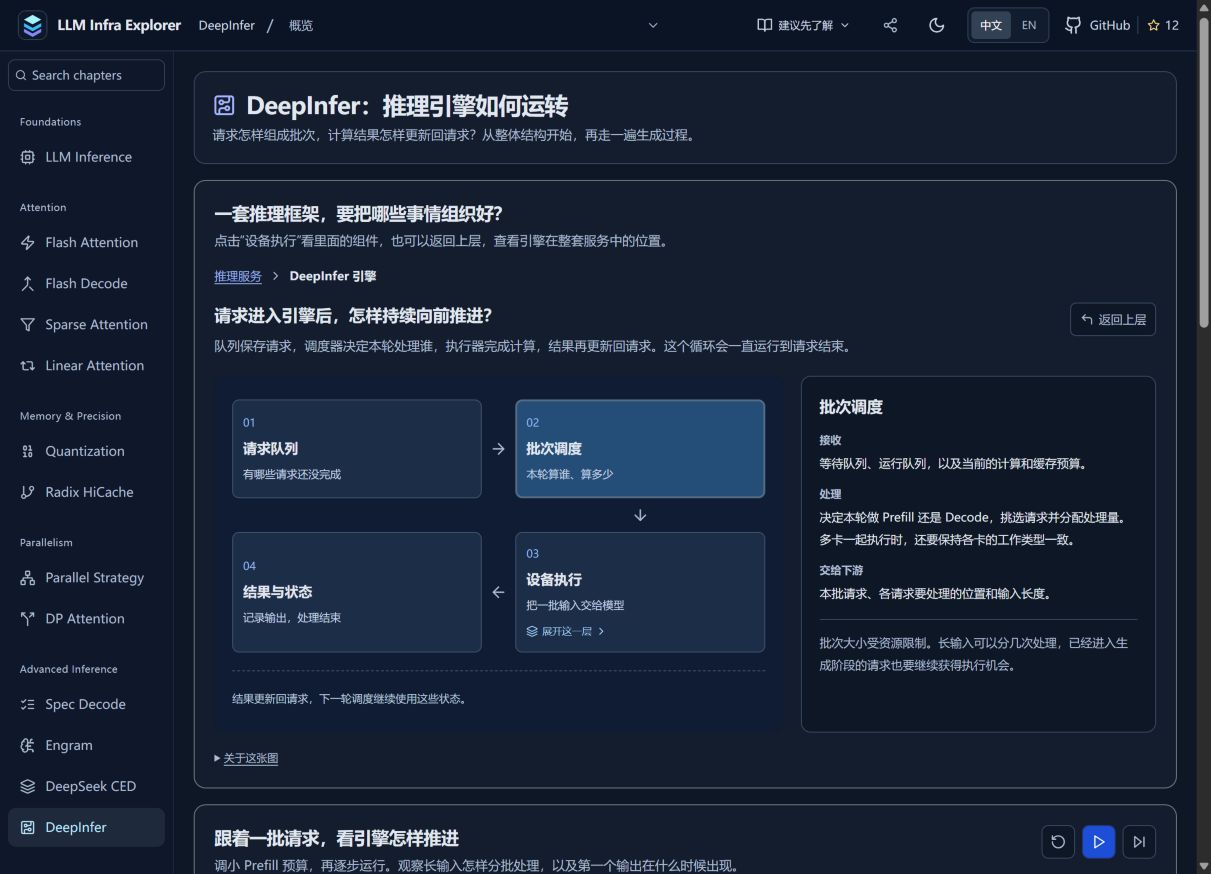 LLM Infra Explorer
DeepInfer / 概览
建议先了解
中文
EN
GitHub
12
Search chapters
Foundations
LLM Inference
Attention
Flash Attention
Flash Decode
Sparse Attention
Linear Attention
Memory & Precision
Quantization
Radix HiCache
Parallelism
Parallel Strategy
DP Attention
Advanced Inference
Spec Decode
Engram
DeepSeek CED
DeepInfer
DeepInfer：推理引擎如何运转
请求怎样组成批次，计算结果怎样更新回请求？从整体结构开始，再走一遍生成过程。
一套推理框架，要把哪些事情组织好？
点击“设备执行”看里面的组件，也可以返回上层，查看引擎在整套服务中的位置。
推理服务 > DeepInfer 引擎
请求进入引擎后，怎样持续向前推进？
返回上层
队列保存请求，调度器决定本轮处理谁，执行器完成计算，结果再更新回请求。这个循环会一直运行到请求结束。
01
请求队列
有哪些请求还没完成
02
批次调度
本轮算谁、算多少
04
结果与状态
记录输出，处理结束
03
设备执行
把一批输入交给模型
展开这一层
结果更新回请求，下一轮调度继续使用这些状态。
批次调度
接收
等待队列、运行队列，以及当前的计算和缓存预算。
处理
决定本轮做 Prefill 还是 Decode，挑选请求并分配处理量。
多卡一起执行时，还要保持各卡的工作类型一致。
交给下游
本批请求、各请求要处理的位置和输入长度。
批次大小受资源限制。长输入可以分几次处理，已经进入生
成阶段的请求也要继续获得执行机会。
关于这张图
跟着一批请求，看引擎怎样推进
调小 Prefill 预算，再逐步运行。观察长输入怎样分批处理，以及第一个输出在什么时候出现。